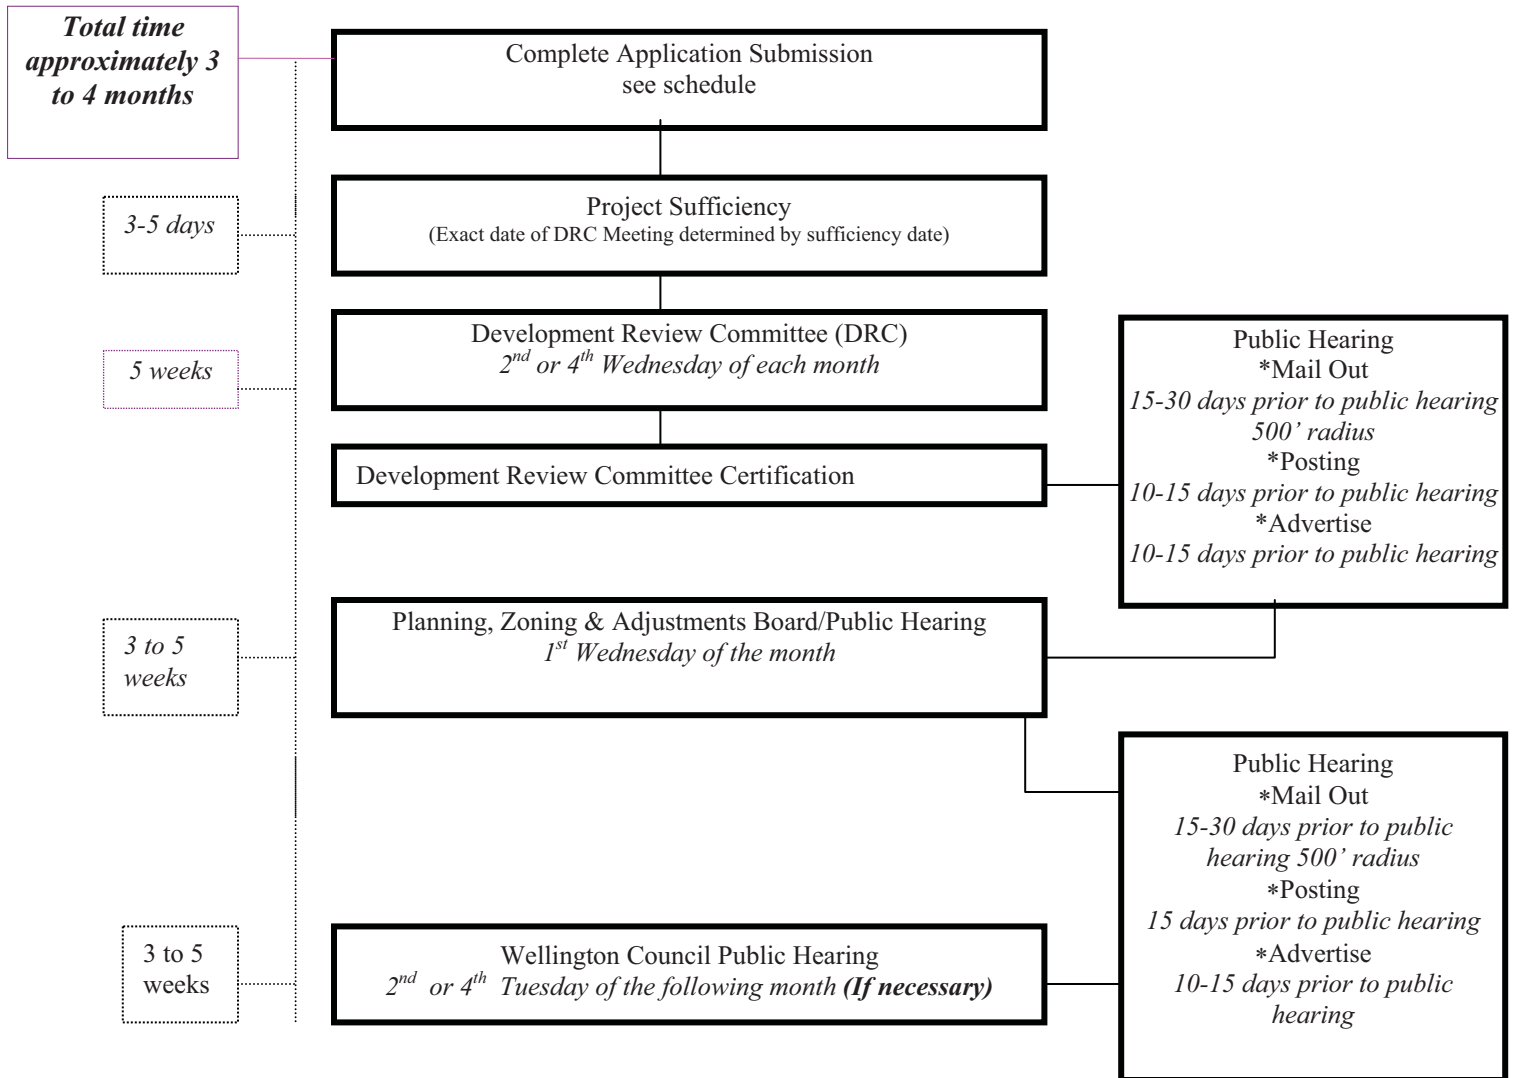 Total time
approximately 3
to 4 months
Complete Application Submission
see schedule
3-5 days
Project Sufficiency
(Exact date of DRC Meeting determined by sufficiency date)
5 weeks
Development Review Committee (DRC)
2nd or 4th Wednesday of each month
Development Review Committee Certification
Public Hearing
*Mail Out
15-30 days prior to public hearing
500’ radius
*Posting
10-15 days prior to public hearing
*Advertise
10-15 days prior to public hearing
3 to 5
weeks
Planning, Zoning & Adjustments Board/Public Hearing
1st Wednesday of the month
Public Hearing
*Mail Out
15-30 days prior to public
hearing 500’ radius
*Posting
15 days prior to public hearing
*Advertise
10-15 days prior to public
hearing
3 to 5
weeks
Wellington Council Public Hearing
2nd or 4th Tuesday of the following month (If necessary)